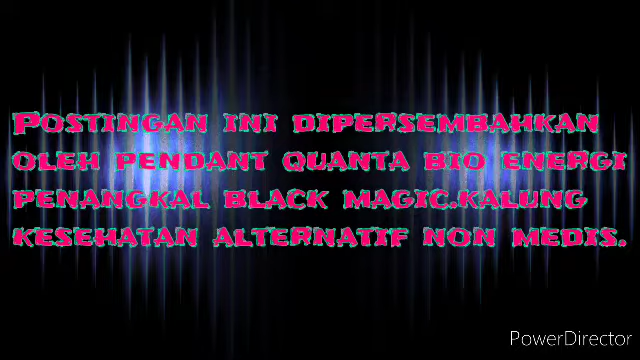 Postingan ini dipersembahkan
oleh pendant quanta bio energi
penangkal black magic.kalung
kesehatan alternatif non medis.
PowerDirector